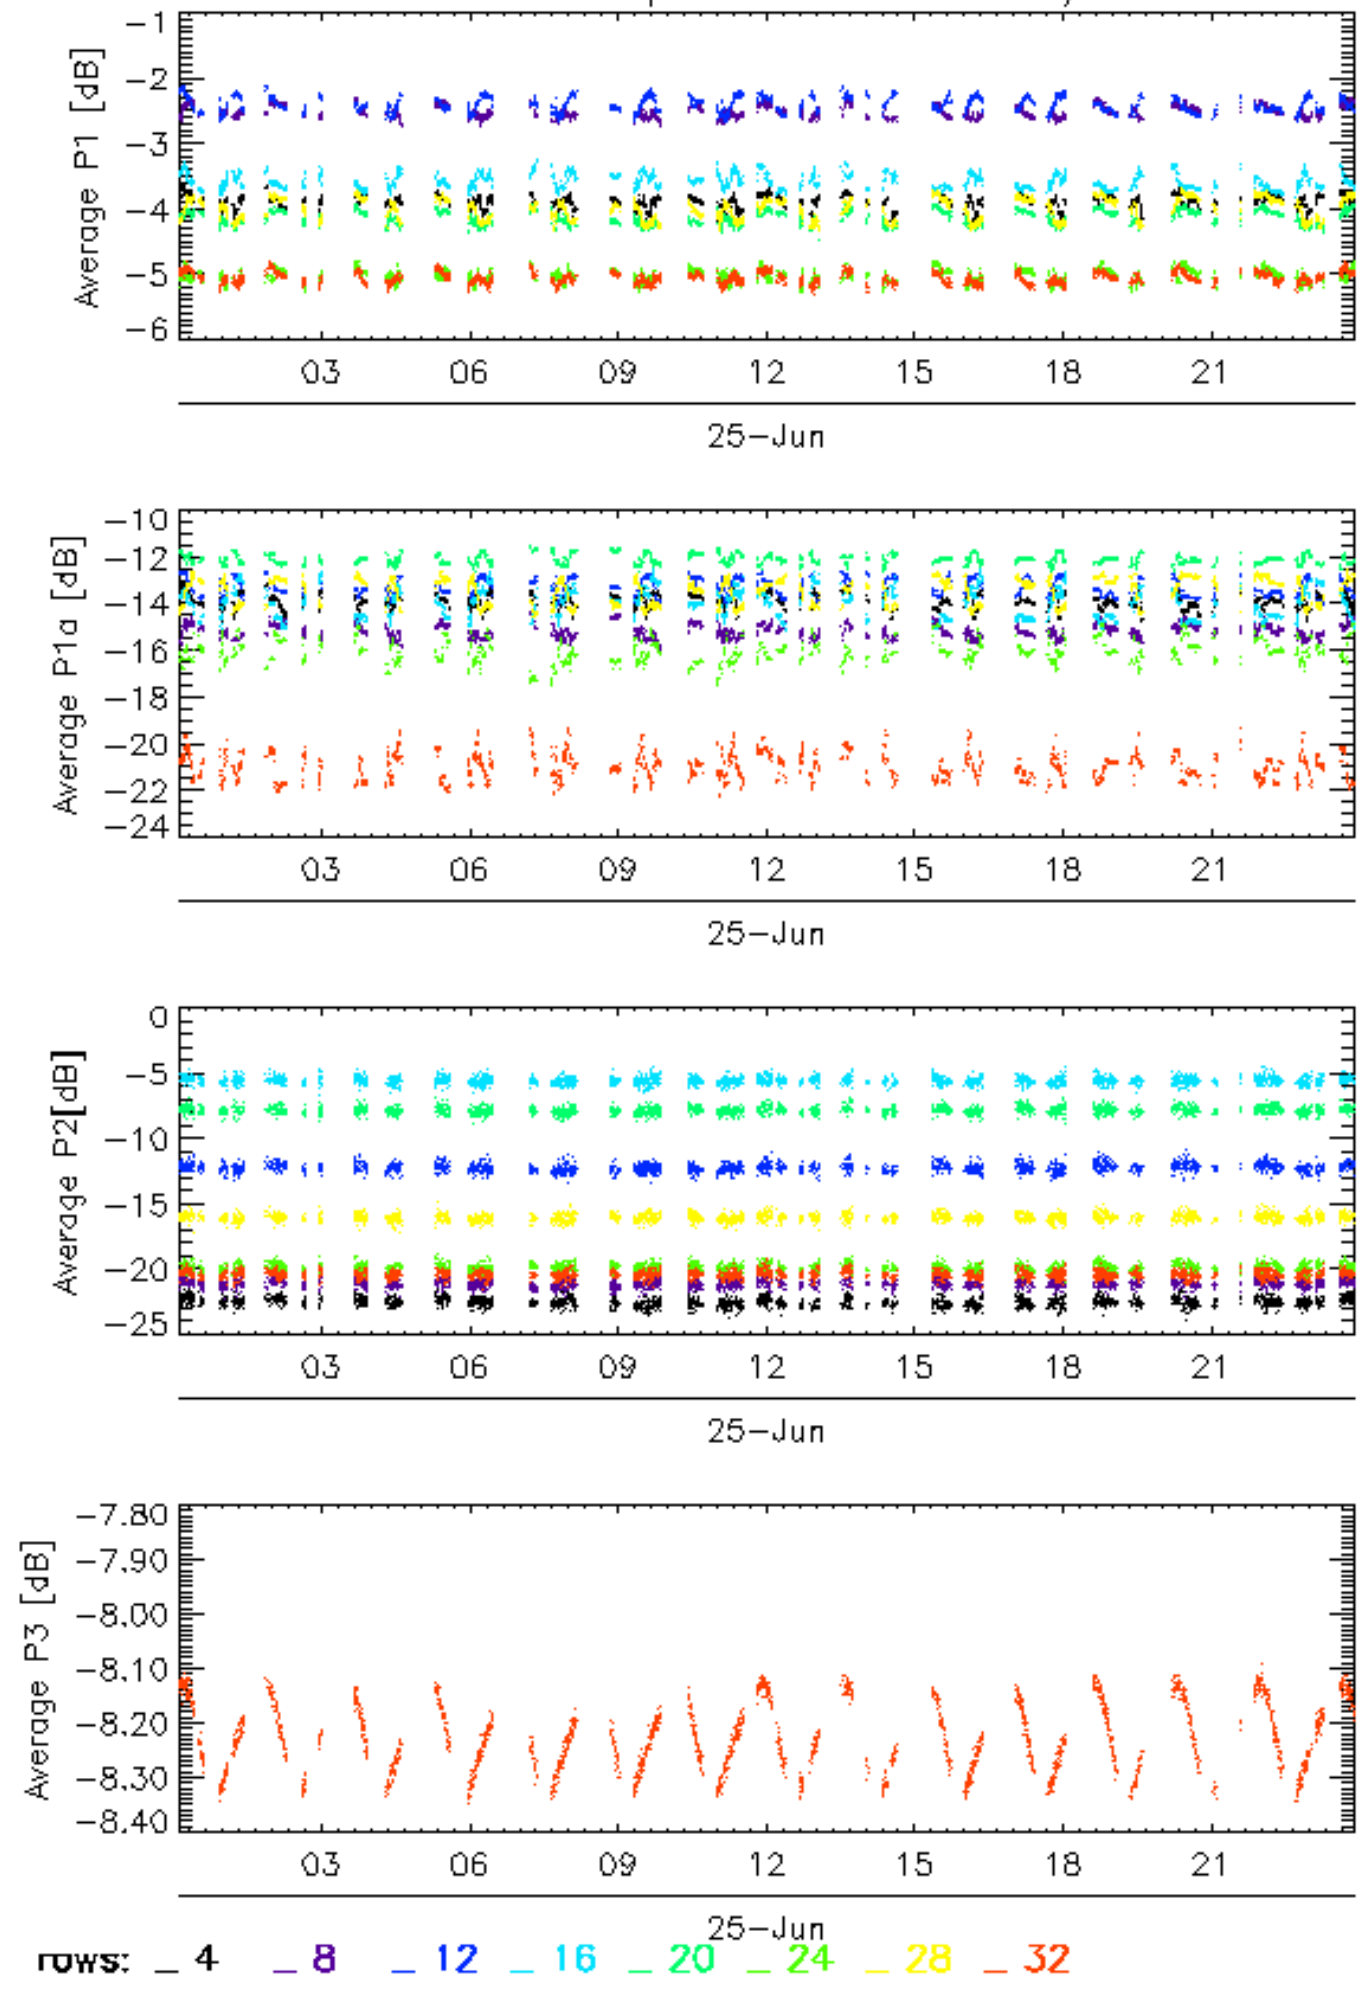 Average P1 [dB]
-1
-2
-3
-4
-5
-6
03 06 09 12 15 18 21
25-Jun
Average P1a [dB]
-10
-12
-14
-16
-18
-20
-22
-24
03 06 09 12 15 18 21
25-Jun
Average P2[dB]
0
-5
-10
-15
-20
-25
03 06 09 12 15 18 21
25-Jun
Average P3 [dB]
-7.80
-7.90
-8.00
-8.10
-8.20
-8.30
-8.40
03 06 09 12 15 18 21
25-Jun
rows: _ 4 _ 8 _ 12 _ 16 _ 20 _ 24 _ 28 _ 32